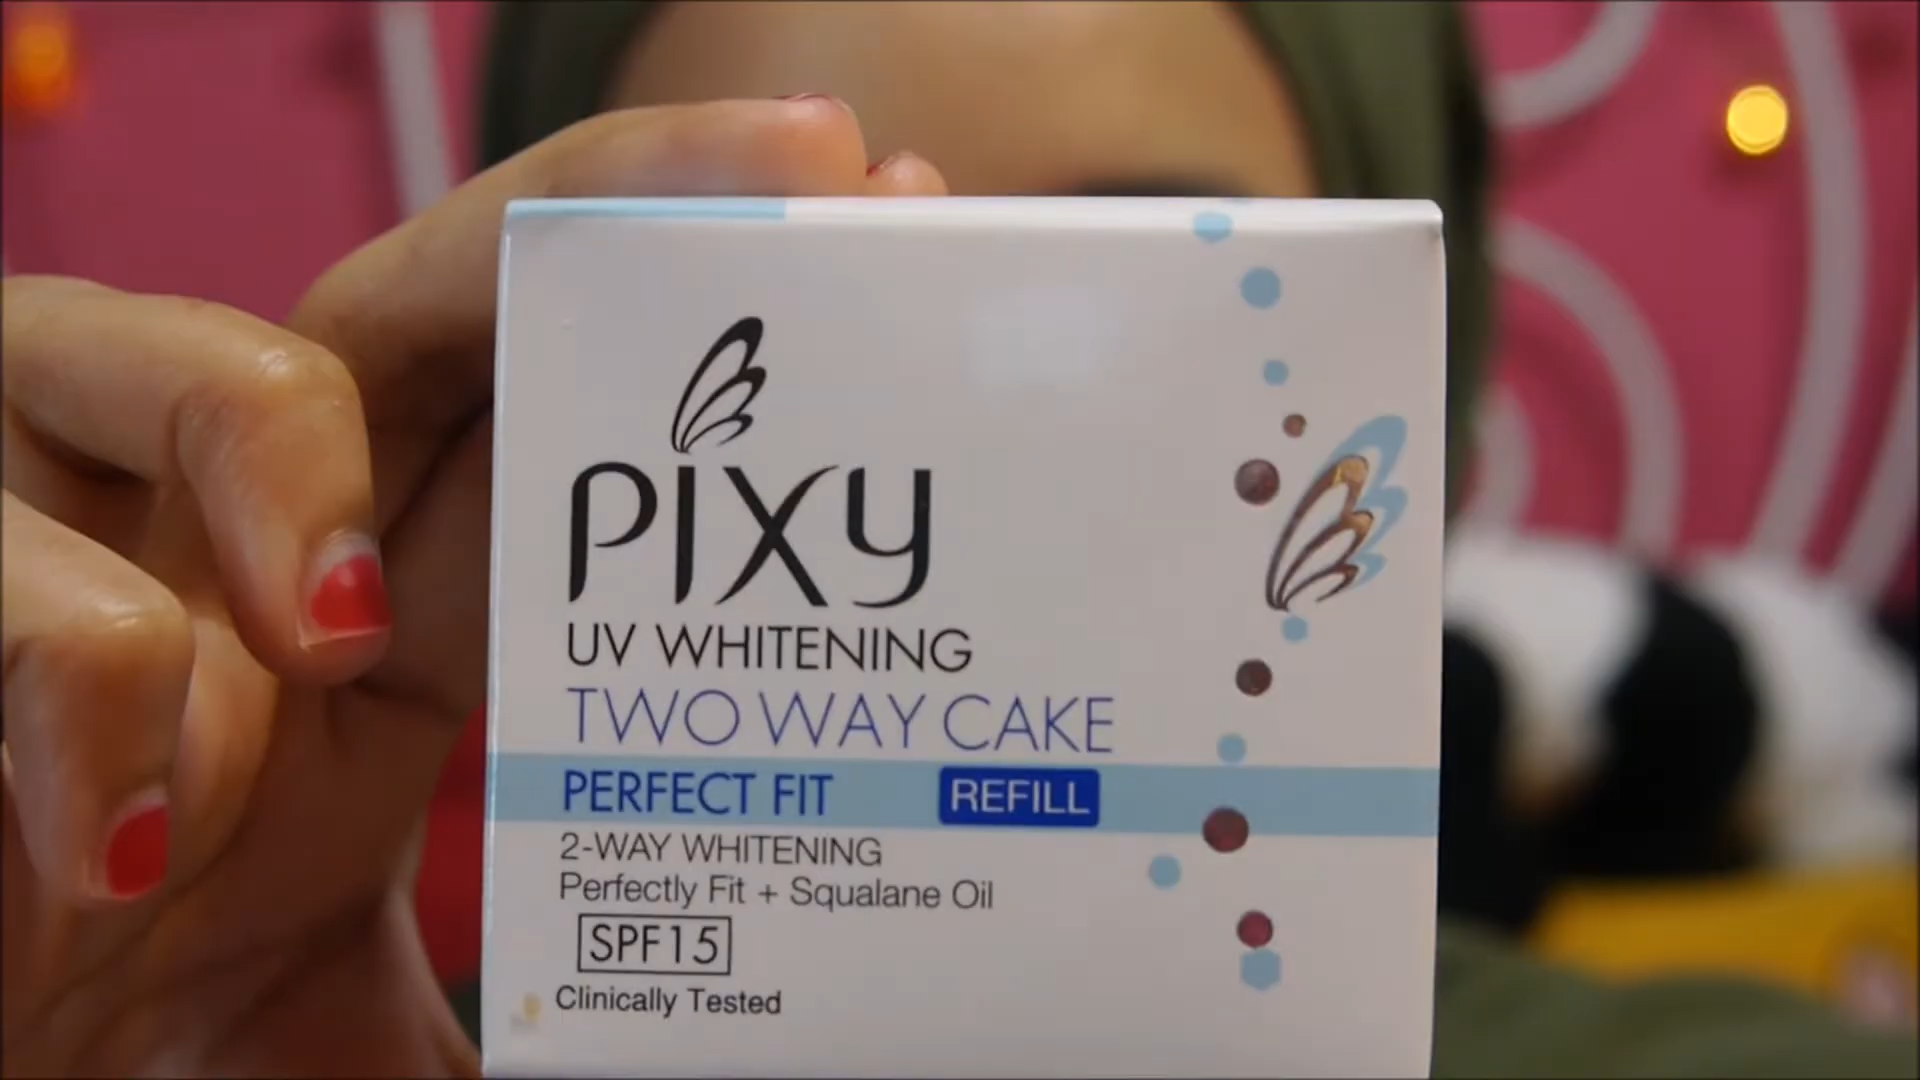 PIXY
UV WHITENING
TWO WAY CAKE
PERFECT FIT REFILL
2-WAY WHITENING
Perfectly Fit + Squalane Oil
SPF15
Clinically Tested